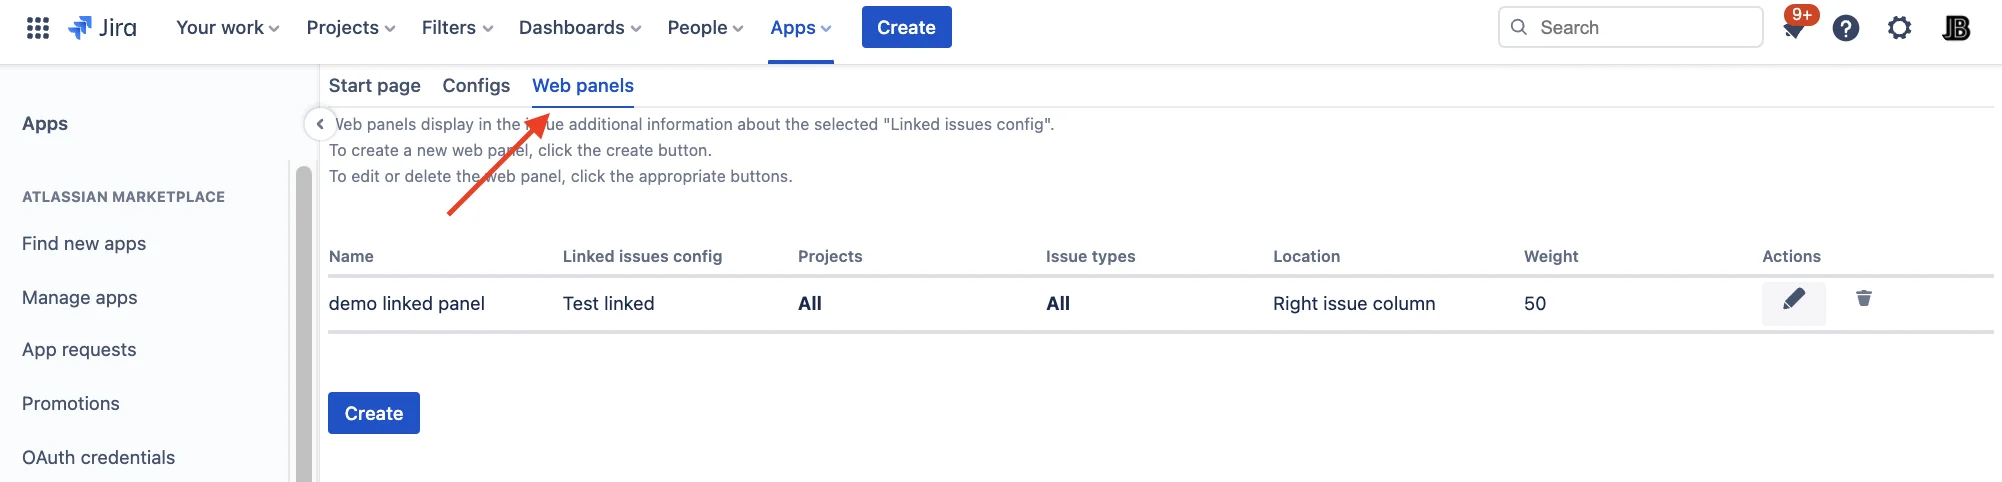 Jira Your work Projects Filters Dashboards People Apps Create Search 9+ ? JB
Start page Configs Web panels
Apps
Web panels display in the issue additional information about the selected "Linked issues config".
To create a new web panel, click the create button.
To edit or delete the web panel, click the appropriate buttons.
ATLASSIAN MARKETPLACE
Find new apps
Manage apps
App requests
Promotions
OAuth credentials
Name Linked issues config Projects Issue types Location Weight Actions
demo linked panel Test linked All All Right issue column 50
Create